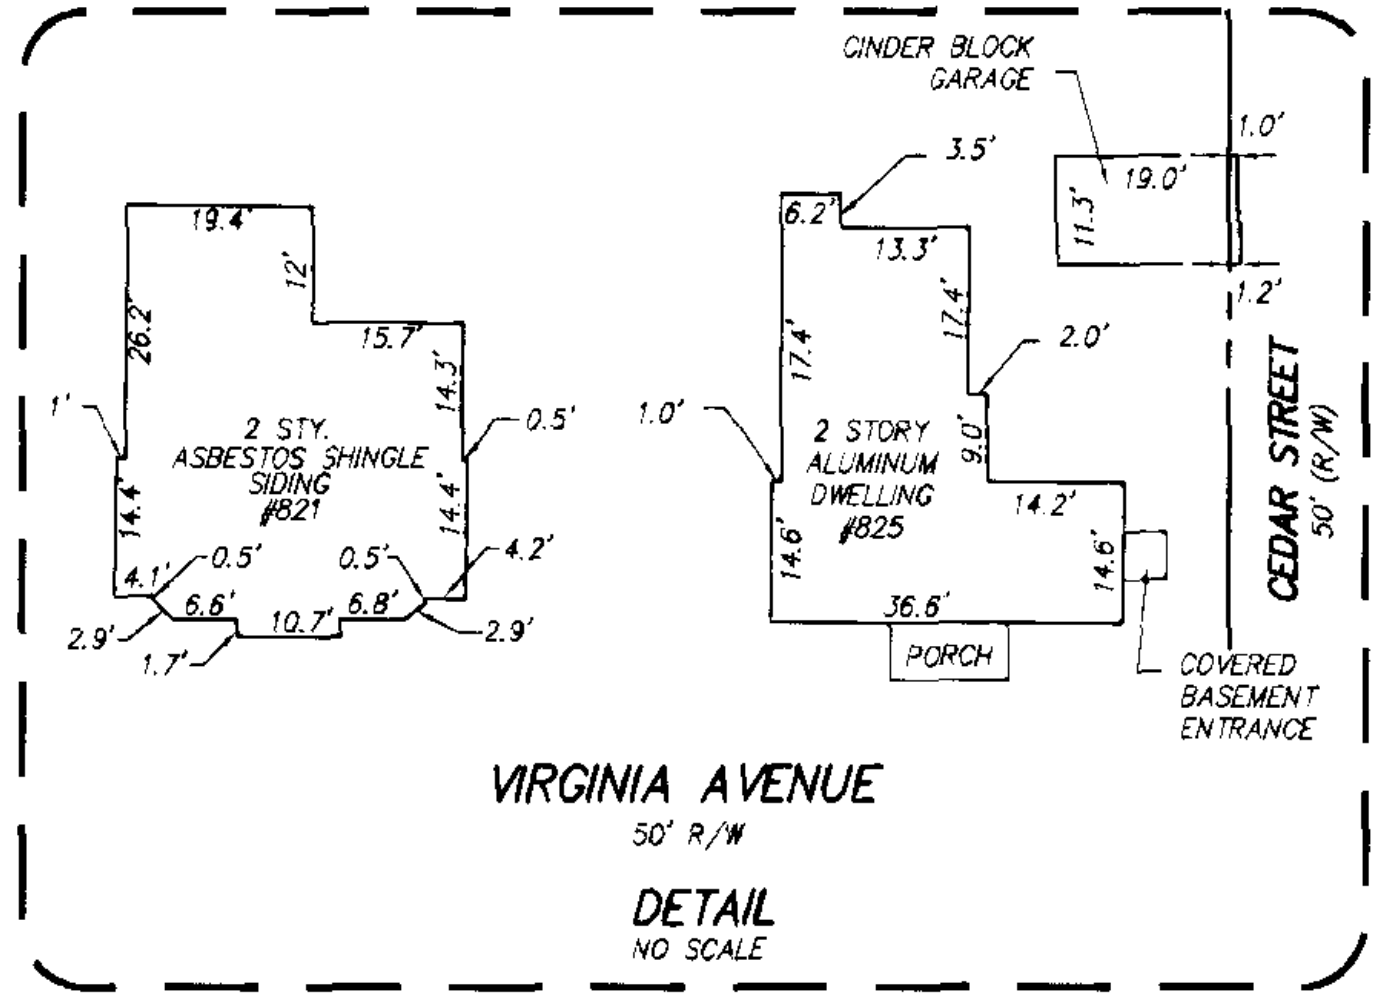 CINDER BLOCK
GARAGE
1.0'
3.5'
19.0'
11.3'
1.2'
19.4'
12'
26.2'
15.7'
14.3'
1'
0.5'
2 STY.
ASBESTOS SHINGLE
SIDING
#821
14.4'
14.4'
4.1'
0.5'
0.5'
4.2'
6.6'
10.7'
6.8'
2.9'
2.9'
1.7'
6.2'
13.3'
17.4'
17.4'
2.0'
1.0'
2 STORY
ALUMINUM
DWELLING
#825
9.0'
14.2'
14.6'
14.6'
36.6'
PORCH
COVERED
BASEMENT
ENTRANCE
CEDAR STREET
50' (R/W)
VIRGINIA AVENUE
50' R/W
DETAIL
NO SCALE